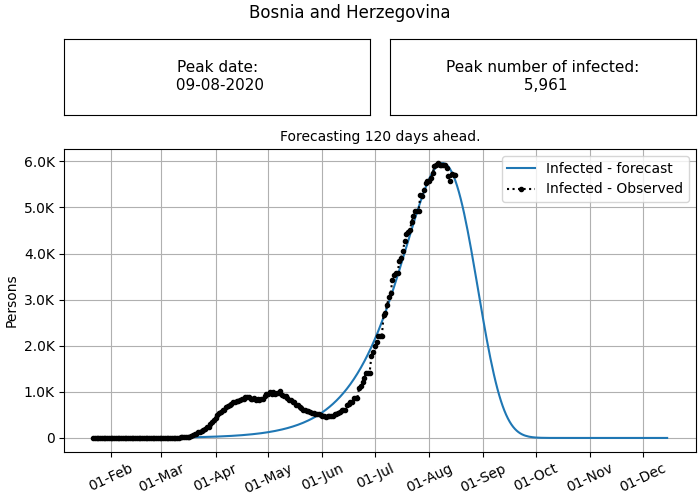 Bosnia and Herzegovina
Peak date:
09-08-2020
Peak number of infected:
5,961
Forecasting 120 days ahead.
Infected - forecast
Infected - Observed
Persons
6.0K
5.0K
4.0K
3.0K
2.0K
1.0K
0
01-Feb
01-Mar
01-Apr
01-May
01-Jun
01-Jul
01-Aug
01-Sep
01-Oct
01-Nov
01-Dec